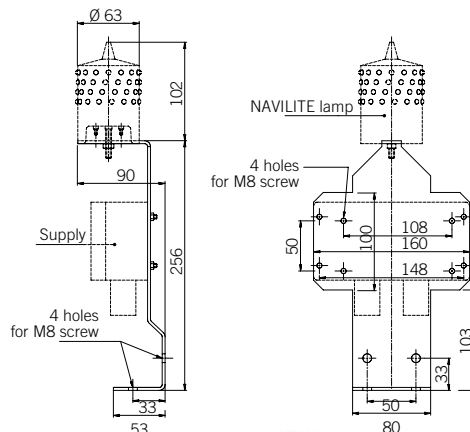 Ø 63
102
90
Supply
256
4 holes
for M8 screw
33
53
NAVILITE lamp
4 holes
for M8 screw
108
100
160
50
148
103
33
50
80